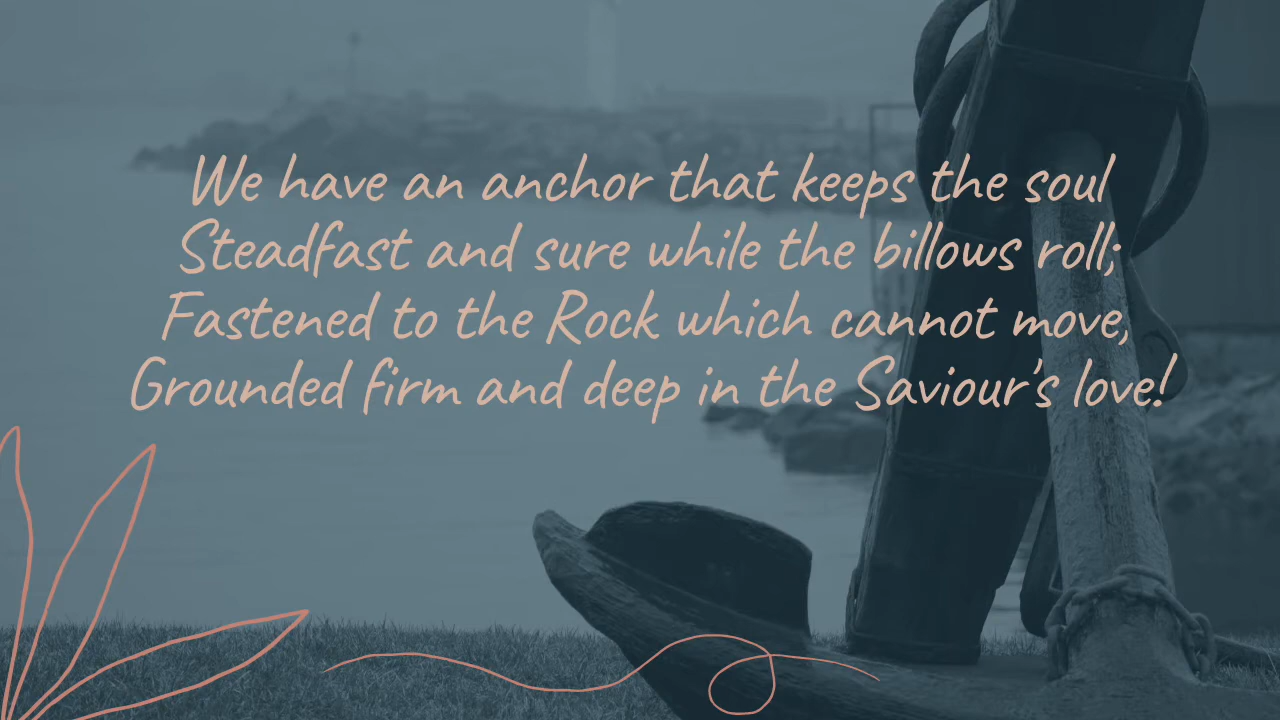 We have an anchor that keeps the soul
Steadfast and sure while the billows roll;
Fastened to the Rock which cannot move,
Grounded firm and deep in the Saviour's love!